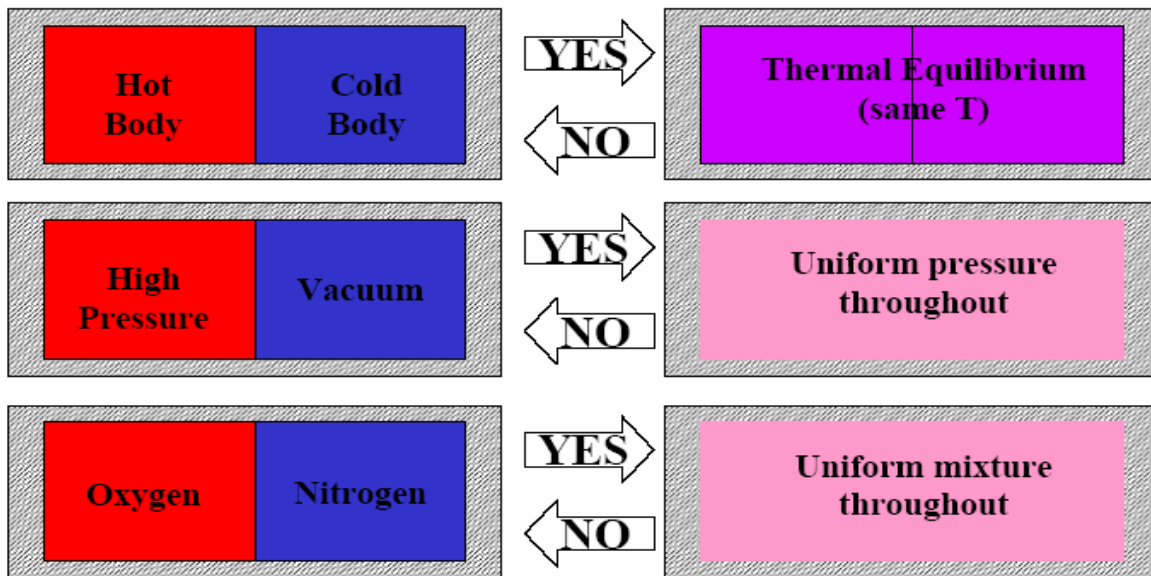 Hot
Body
Cold
Body
YES
NO
Thermal Equilibrium
(same T)
High
Pressure
Vacuum
YES
NO
Uniform pressure
throughout
Oxygen
Nitrogen
YES
NO
Uniform mixture
throughout